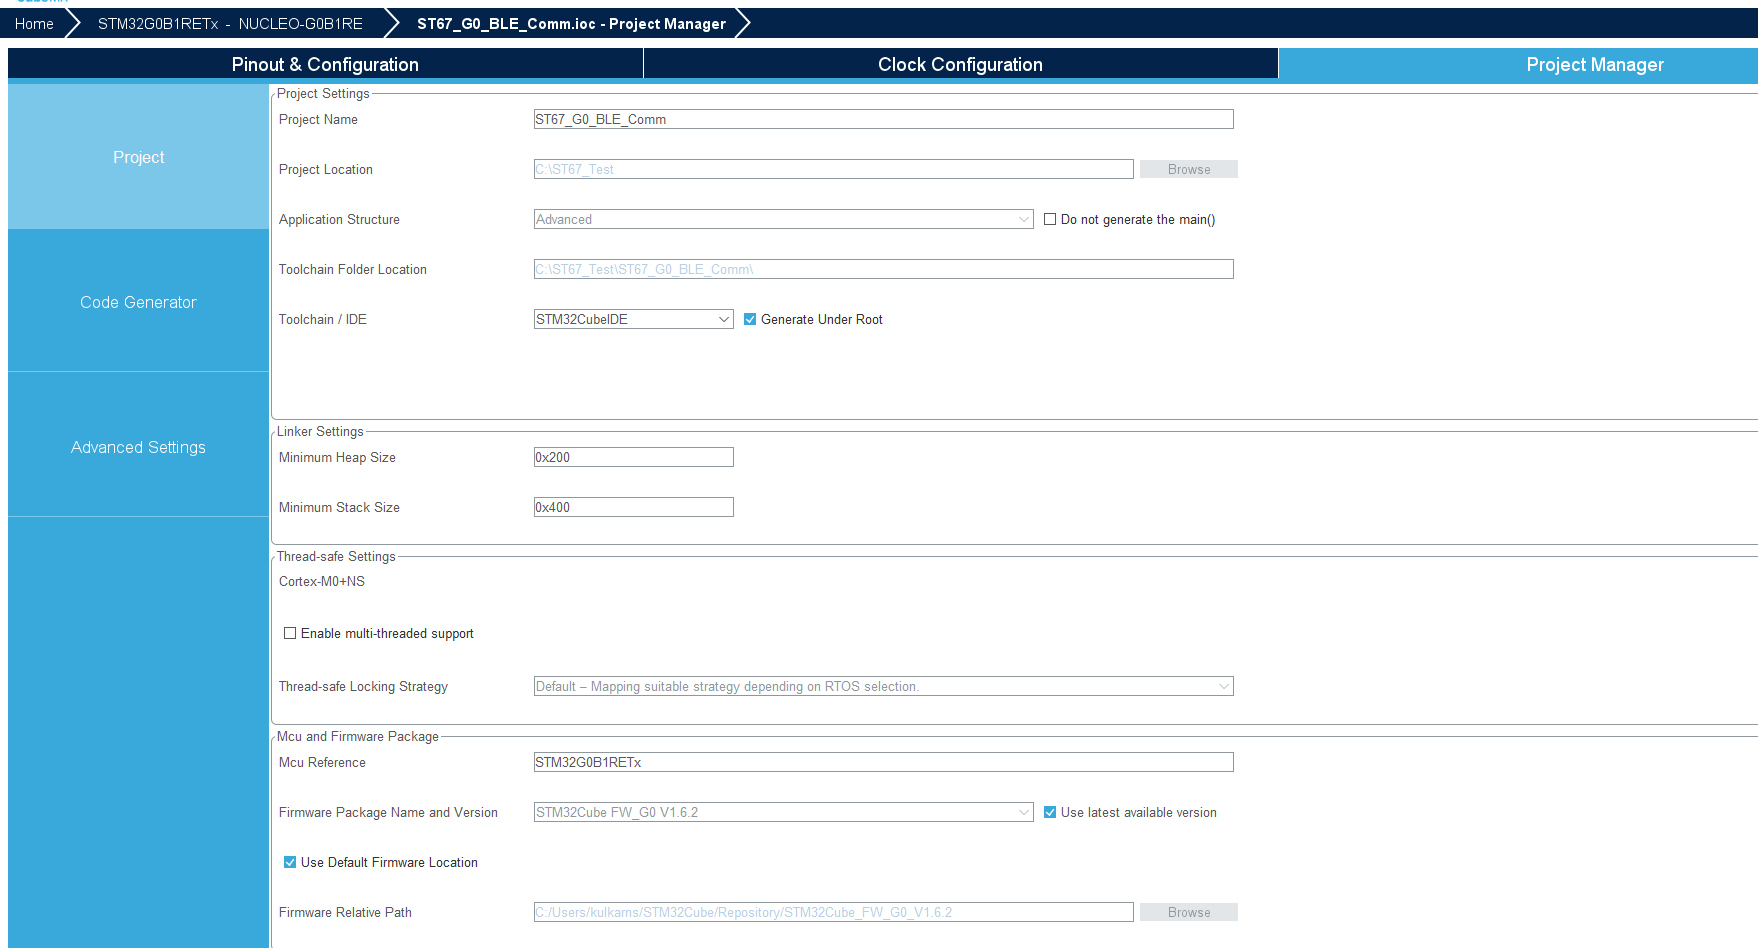 Home STM32G0B1RETx - NUCLEO-G0B1RE ST67_G0_BLE_Comm.ioc - Project Manager
Pinout & Configuration Clock Configuration Project Manager
Project
Code Generator
Advanced Settings
Project Settings
Project Name ST67_G0_BLE_Comm
Project Location C:\ST67_Test Browse
Application Structure Advanced Do not generate the main()
Toolchain Folder Location C:\ST67_Test\ST67_G0_BLE_Comm\
Toolchain / IDE STM32CubeIDE Generate Under Root
Linker Settings
Minimum Heap Size 0x200
Minimum Stack Size 0x400
Thread-safe Settings
Cortex-M0+NS
Enable multi-threaded support
Thread-safe Locking Strategy Default – Mapping suitable strategy depending on RTOS selection.
Mcu and Firmware Package
Mcu Reference STM32G0B1RETx
Firmware Package Name and Version STM32Cube FW_G0 V1.6.2 Use latest available version
Use Default Firmware Location
Firmware Relative Path C:/Users/kulkarns/STM32Cube/Repository/STM32Cube_FW_G0_V1.6.2 Browse